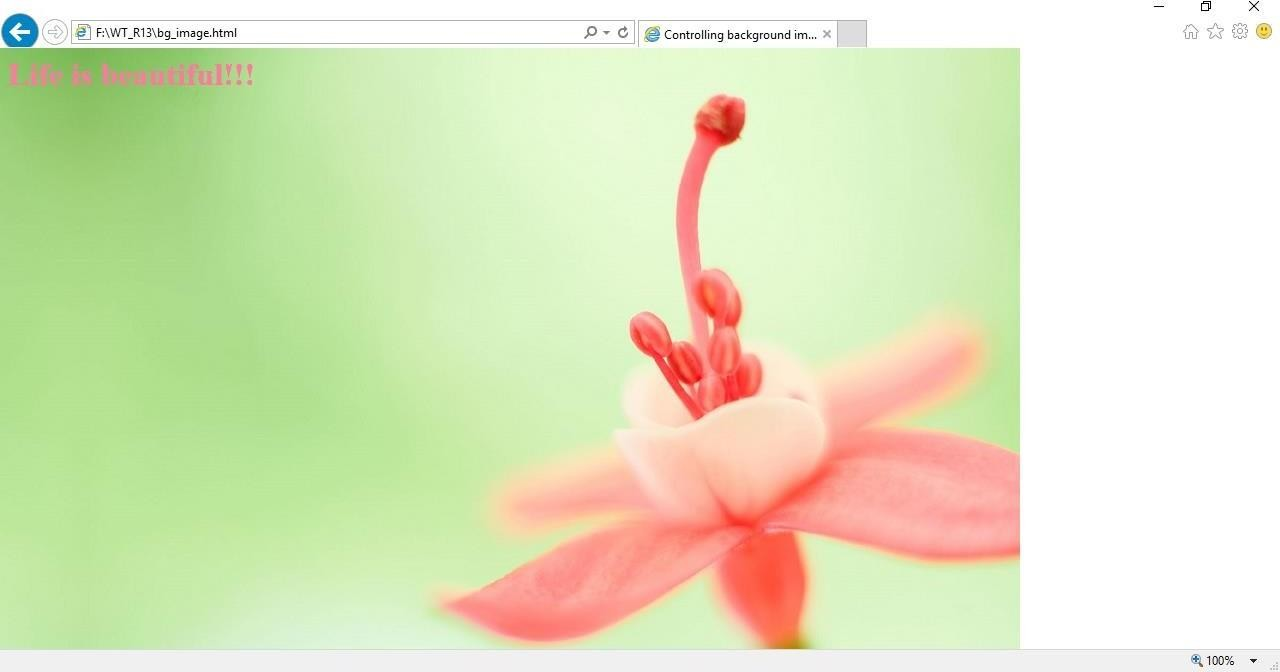 F:\WT_R13\bg_image.html
Controlling background im...
Life is beautiful!!!
100%